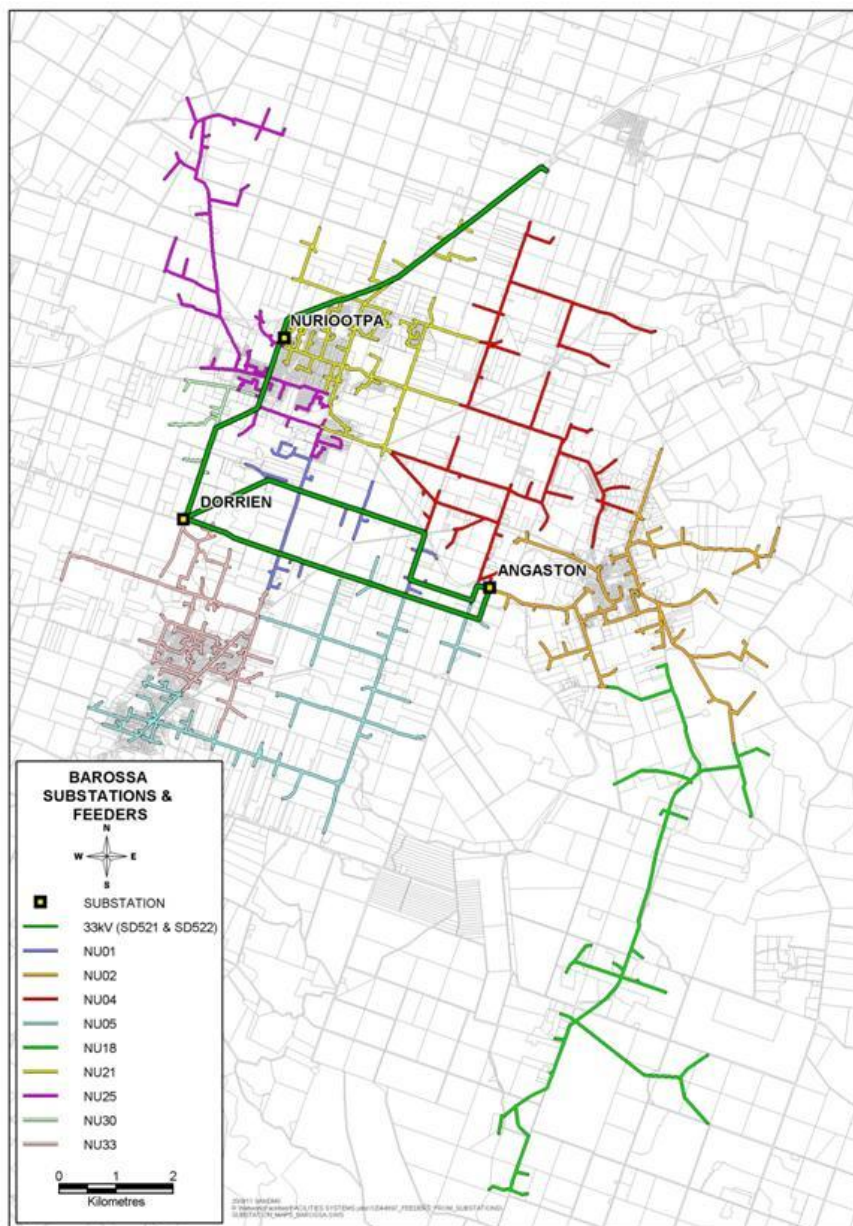 NURIOOTPA
DORRIEN
ANGASTON
BAROSSA
SUBSTATIONS &
FEEDERS
N
W E
S
SUBSTATION
33kV (SD521 & SD522)
NU01
NU02
NU04
NU05
NU18
NU21
NU25
NU30
NU33
0 1 2
Kilometres